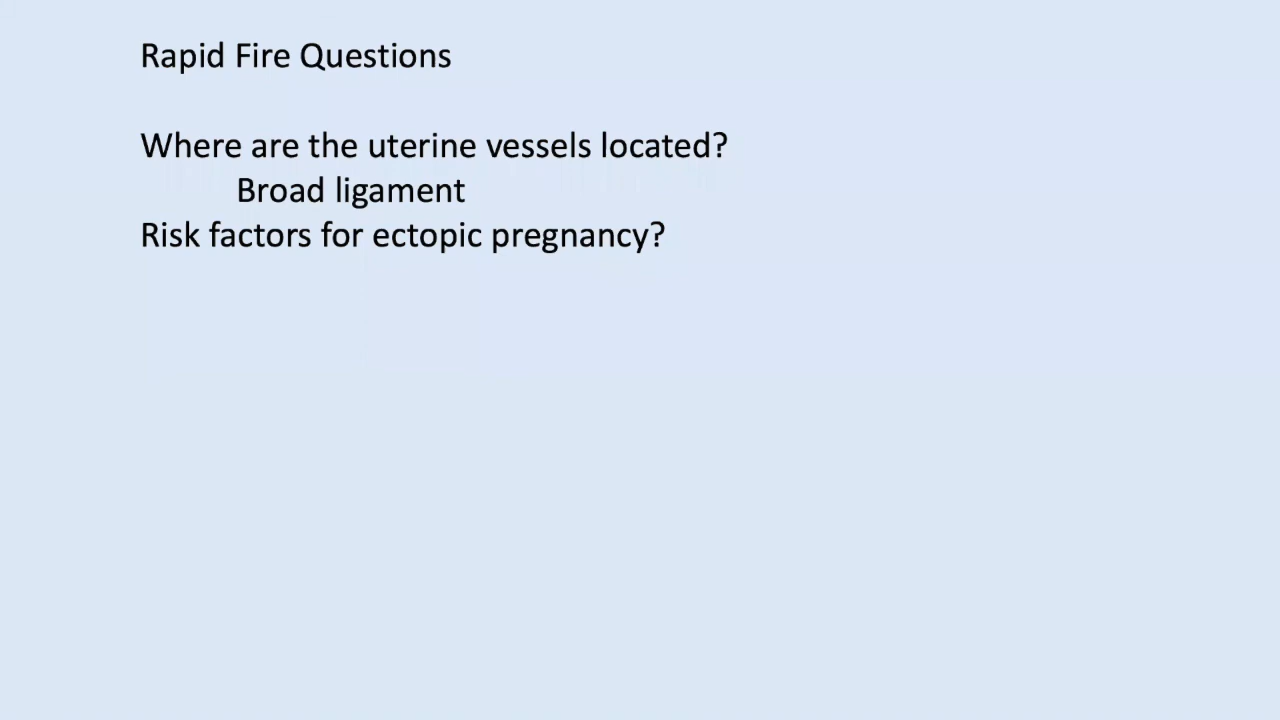 Rapid Fire Questions
Where are the uterine vessels located?
Broad ligament
Risk factors for ectopic pregnancy?